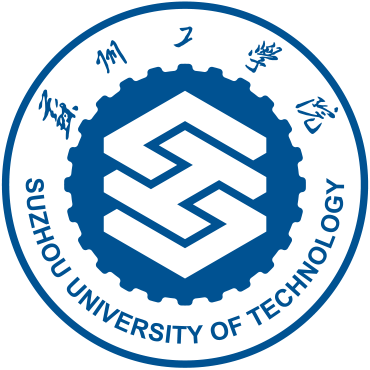 蘇州工學院
SUZHOU UNIVERSITY OF TECHNOLOGY